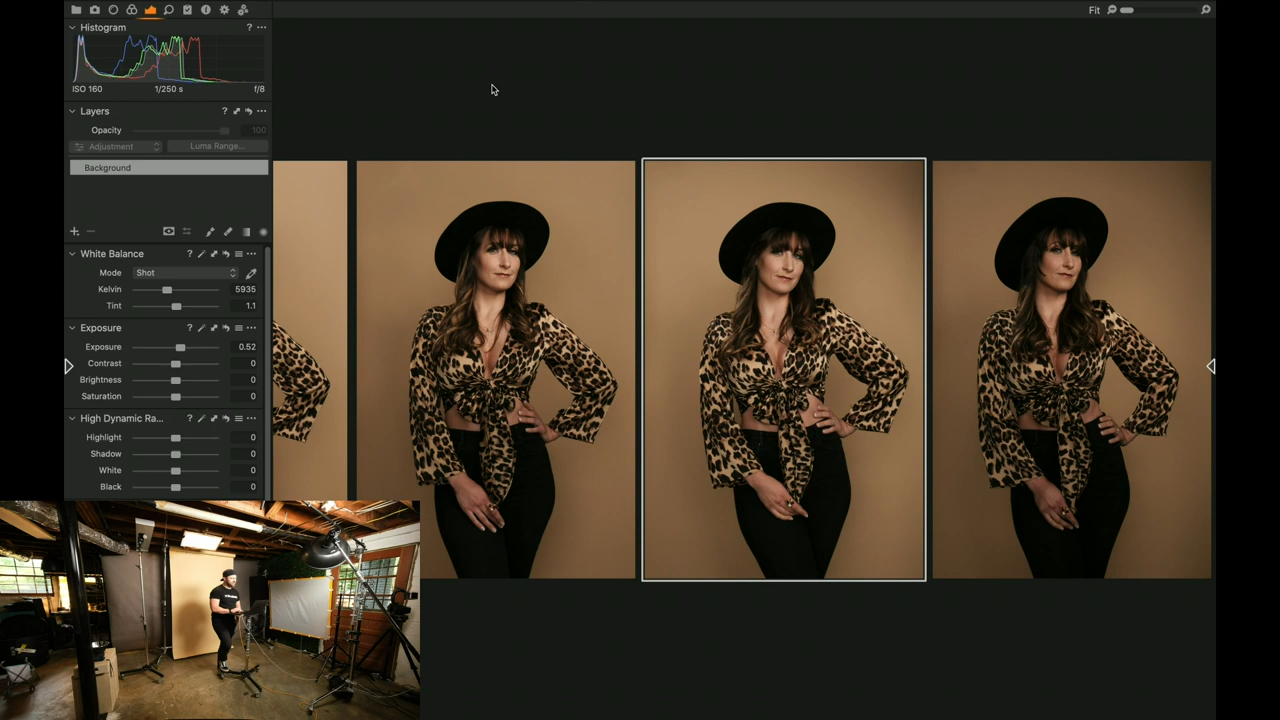 Fit
Histogram ? ...
ISO 160 1/250 s f/8
Layers ? ...
Opacity 100
Adjustment Luma Range...
Background
White Balance ? ...
Mode Shot
Kelvin 5935
Tint 1.1
Exposure ? ...
Exposure 0.52
Contrast 0
Brightness 0
Saturation 0
High Dynamic Ra... ? ...
Highlight 0
Shadow 0
White 0
Black 0